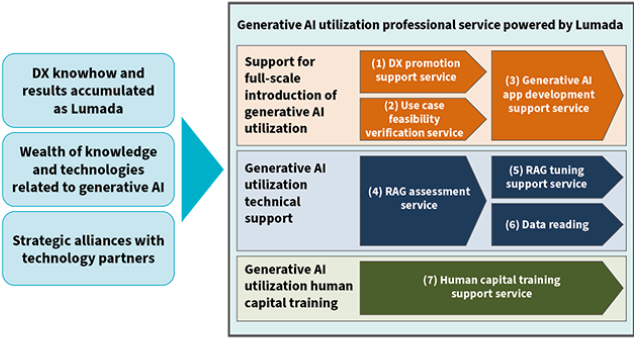 DX knowhow and
results accumulated
as Lumada
Wealth of knowledge
and technologies
related to generative AI
Strategic alliances with
technology partners
Generative AI utilization professional service powered by Lumada
Support for
full-scale
introduction of
generative AI
utilization
(1) DX promotion
support service
(2) Use case
feasibility
verification service
(3) Generative AI
app development
support service
Generative AI
utilization
technical
support
(4) RAG assessment
service
(5) RAG tuning
support service
(6) Data reading
Generative AI
utilization human
capital training
(7) Human capital training
support service